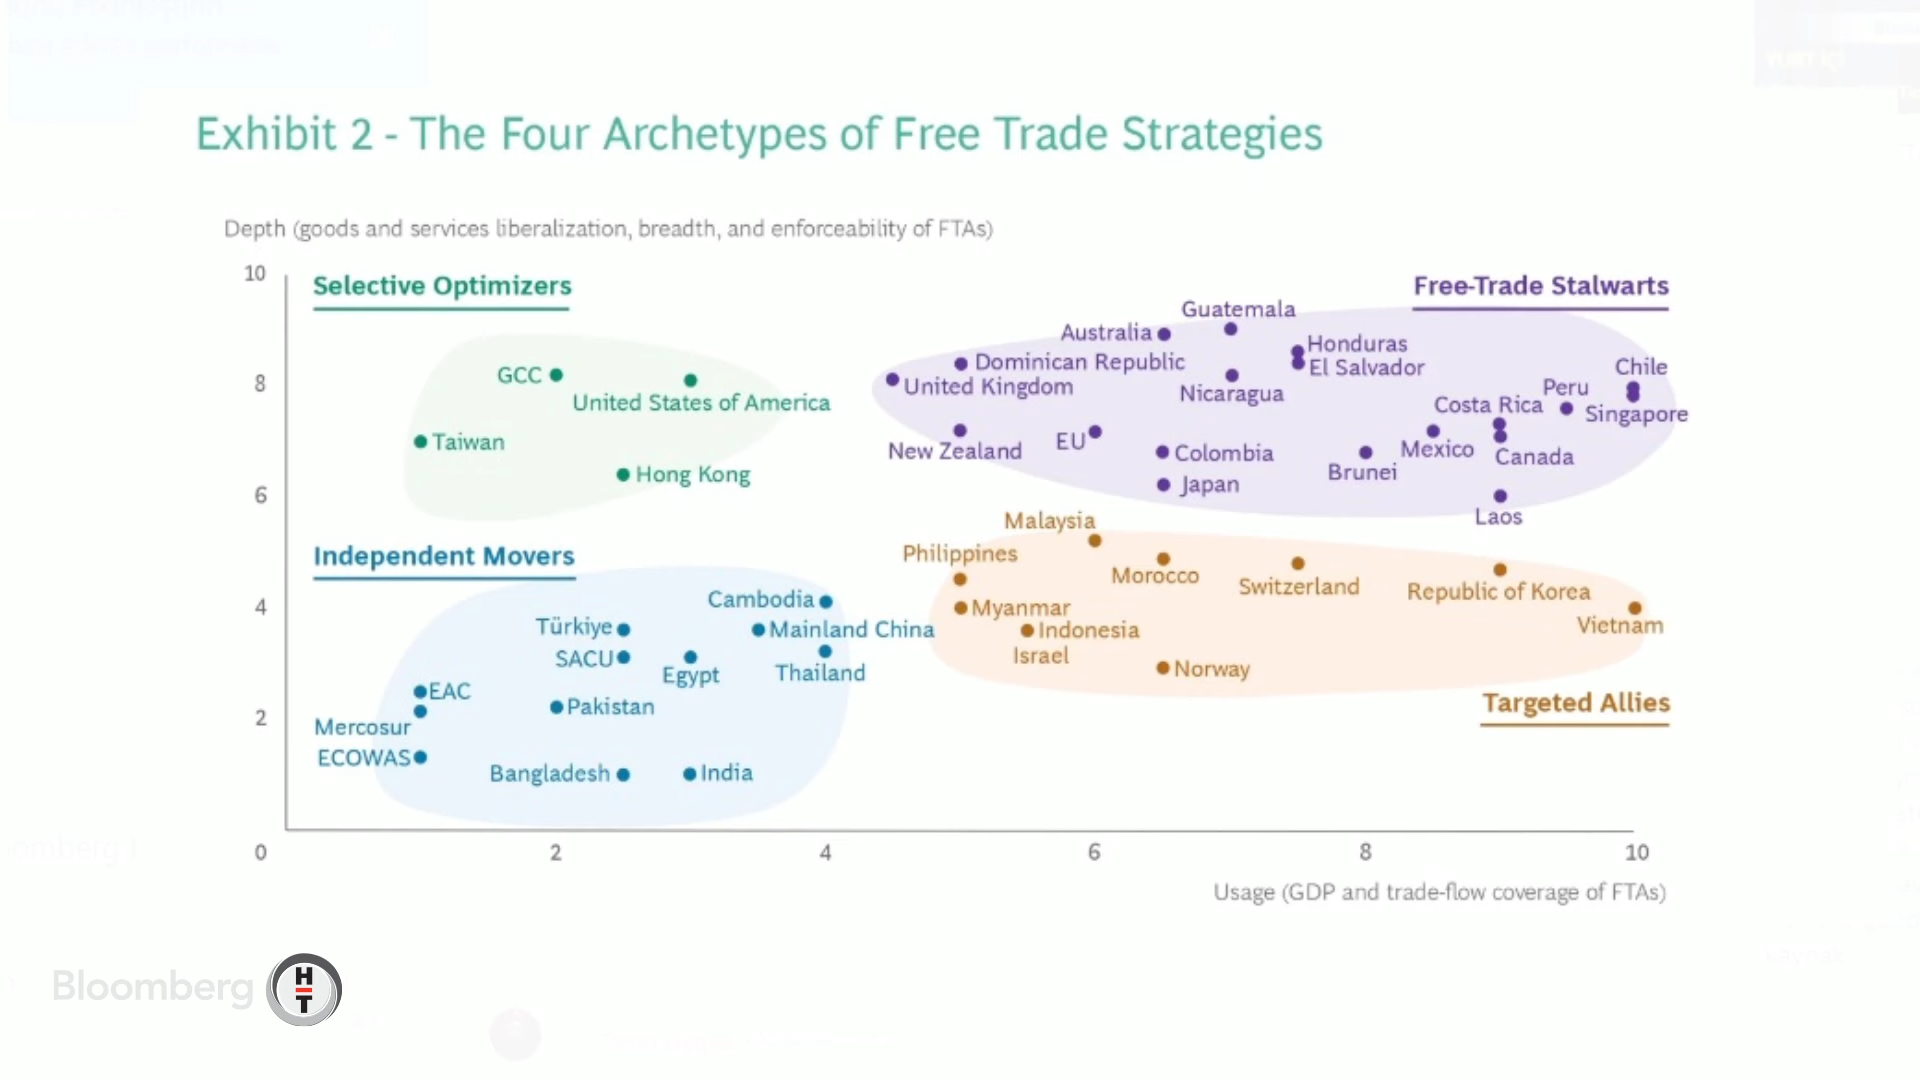 Exhibit 2 - The Four Archetypes of Free Trade Strategies
Depth (goods and services liberalization, breadth, and enforceability of FTAs)
10
Selective Optimizers
Free-Trade Stalwarts
Guatemala
Australia
Honduras
Dominican Republic
El Salvador
Chile
GCC
United Kingdom
8
Nicaragua
Peru
United States of America
Costa Rica
Singapore
Taiwan
New Zealand
EU
Colombia
Mexico
Canada
Hong Kong
Japan
Brunei
6
Laos
Malaysia
Independent Movers
Philippines
Morocco
Switzerland
Republic of Korea
Cambodia
4
Myanmar
Türkiye
Mainland China
Indonesia
Vietnam
SACU
Egypt
Thailand
Israel
Norway
EAC
Pakistan
Targeted Allies
2
Mercosur
ECOWAS
Bangladesh
India
0
2
4
6
8
10
Usage (GDP and trade-flow coverage of FTAs)
Bloomberg HT